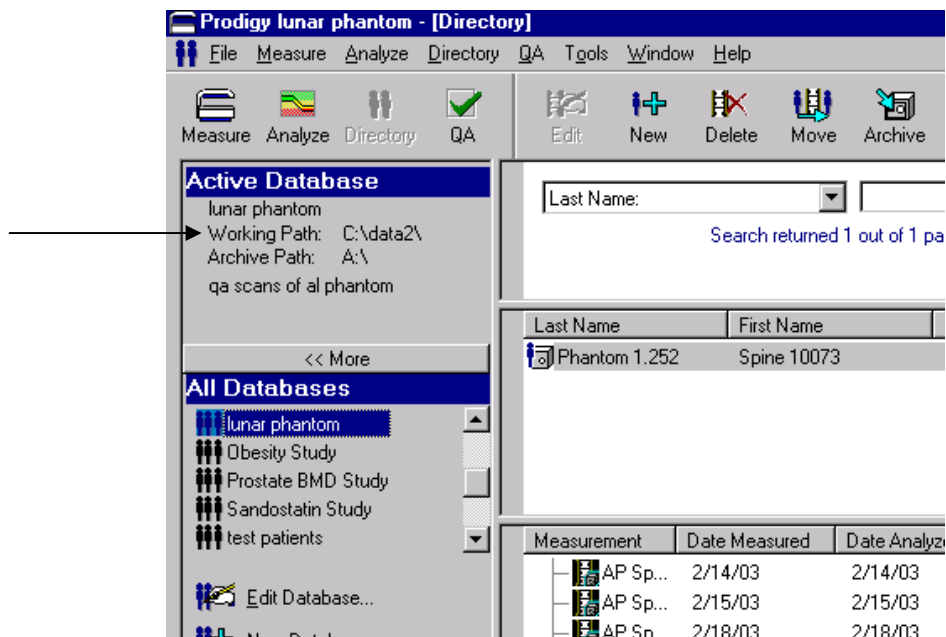 Prodigy lunar phantom - [Directory]
File Measure Analyze Directory QA Tools Window Help
Measure Analyze Directory QA Edit New Delete Move Archive
Active Database
lunar phantom
Working Path: C:\data2\
Archive Path: A:\
qa scans of al phantom
<< More
All Databases
lunar phantom
Obesity Study
Prostate BMD Study
Sandostatin Study
test patients
Edit Database...
Last Name:
Search returned 1 out of 1 pa
Last Name First Name
Phantom 1.252 Spine 10073
Measurement Date Measured Date Analyze
AP Sp... 2/14/03 2/14/03
AP Sp... 2/15/03 2/15/03
AP Sp 2/18/03 2/18/03